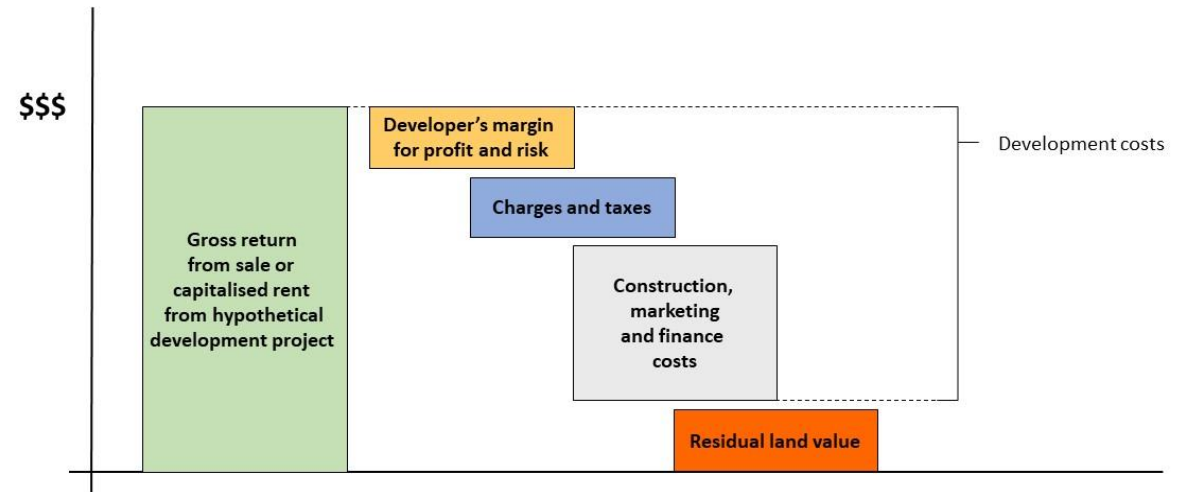 $$$
Developer's margin
for profit and risk
Development costs
Charges and taxes
Gross return
from sale or
capitalised rent
from hypothetical
development project
Construction,
marketing
and finance
costs
Residual land value